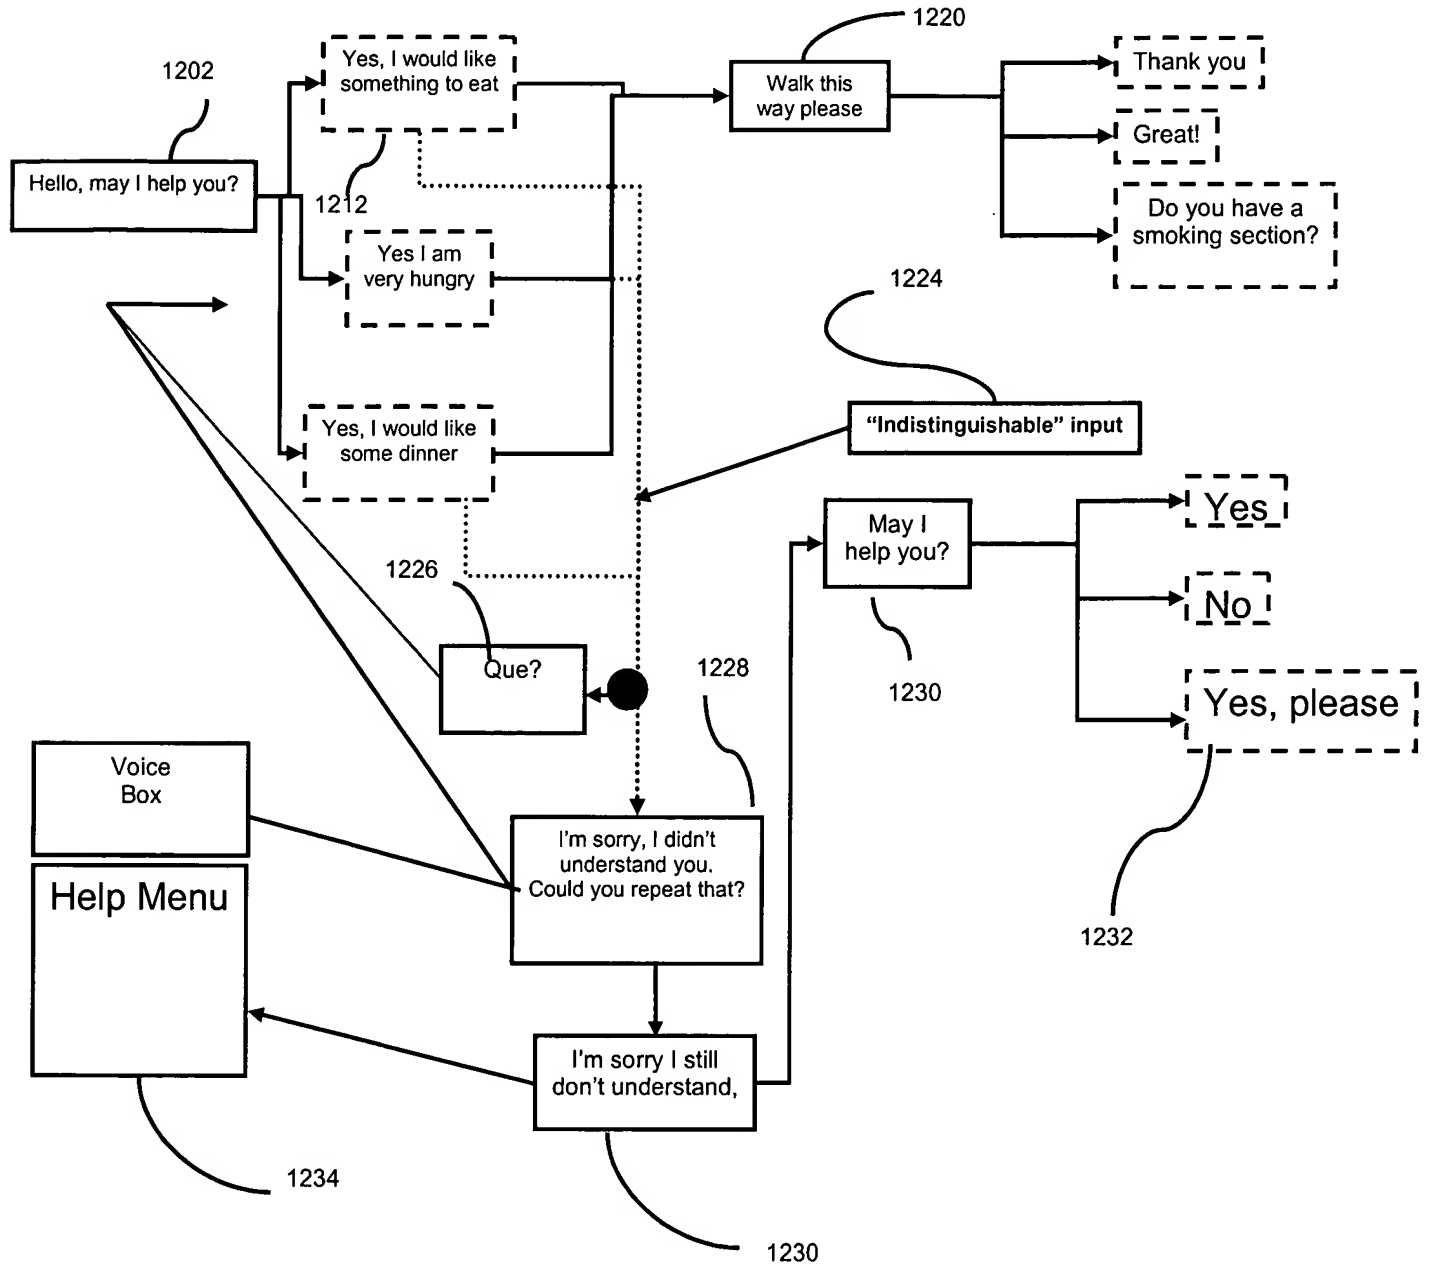 1220
Yes, I would like
something to eat
1202
Walk this
way please
Thank you
Great!
Hello, may I help you?
1212
Do you have a
smoking section?
Yes I am
very hungry
1224
Yes, I would like
some dinner
“Indistinguishable” input
Yes
May I
help you?
1226
No
Que?
1228
1230
Yes, please
Voice
Box
I'm sorry, I didn't
understand you.
Could you repeat that?
Help Menu
1232
I'm sorry I still
don't understand,
1234
1230